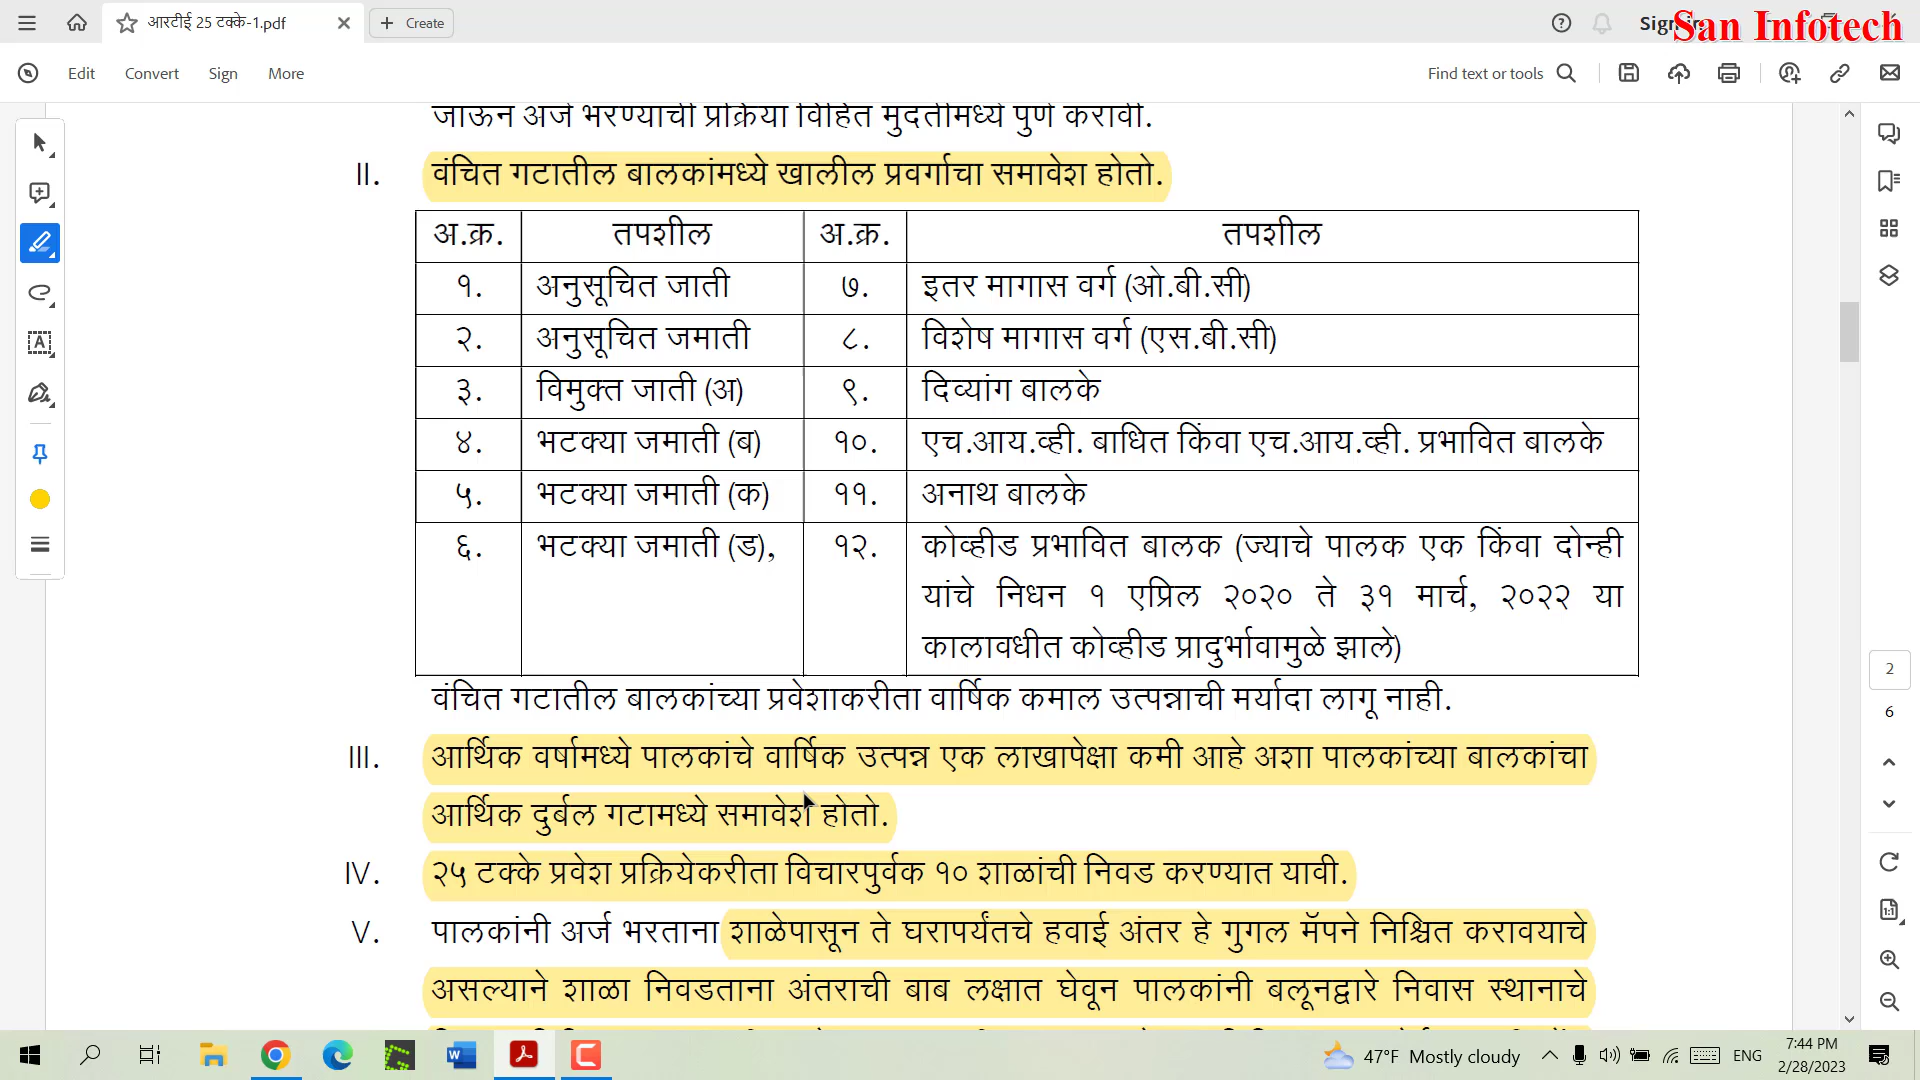 आरटीई 25 टक्के-1.pdf
Create
San Infotech
Edit Convert Sign More
Find text or tools
जाऊन अर्ज भरण्याची प्रक्रिया विहित मुदतीमध्ये पुर्ण करावी.
II. वंचित गटातील बालकांमध्ये खालील प्रवर्गाचा समावेश होतो.
अ.क्र. तपशील अ.क्र. तपशील
१. अनुसूचित जाती ७. इतर मागास वर्ग (ओ.बी.सी)
२. अनुसूचित जमाती ८. विशेष मागास वर्ग (एस.बी.सी)
३. विमुक्त जाती (अ) ९. दिव्यांग बालके
४. भटक्या जमाती (ब) १०. एच.आय.व्ही. बाधित किंवा एच.आय.व्ही. प्रभावित बालके
५. भटक्या जमाती (क) ११. अनाथ बालके
६. भटक्या जमाती (ड), १२. कोव्हीड प्रभावित बालक (ज्याचे पालक एक किंवा दोन्ही
यांचे निधन १ एप्रिल २०२० ते ३१ मार्च, २०२२ या
कालावधीत कोव्हीड प्रादुर्भावामुळे झाले)
वंचित गटातील बालकांच्या प्रवेशाकरीता वार्षिक कमाल उत्पन्नाची मर्यादा लागू नाही.
III. आर्थिक वर्षामध्ये पालकांचे वार्षिक उत्पन्न एक लाखापेक्षा कमी आहे अशा पालकांच्या बालकांचा
आर्थिक दुर्बल गटामध्ये समावेश होतो.
IV. २५ टक्के प्रवेश प्रक्रियेकरीता विचारपुर्वक १० शाळांची निवड करण्यात यावी.
V. पालकांनी अर्ज भरताना शाळेपासून ते घरापर्यंतचे हवाई अंतर हे गुगल मॅपने निश्चित करावयाचे
असल्याने शाळा निवडताना अंतराची बाब लक्षात घेवून पालकांनी बलूनद्वारे निवास स्थानाचे
2
6
47°F Mostly cloudy
ENG
7:44 PM
2/28/2023